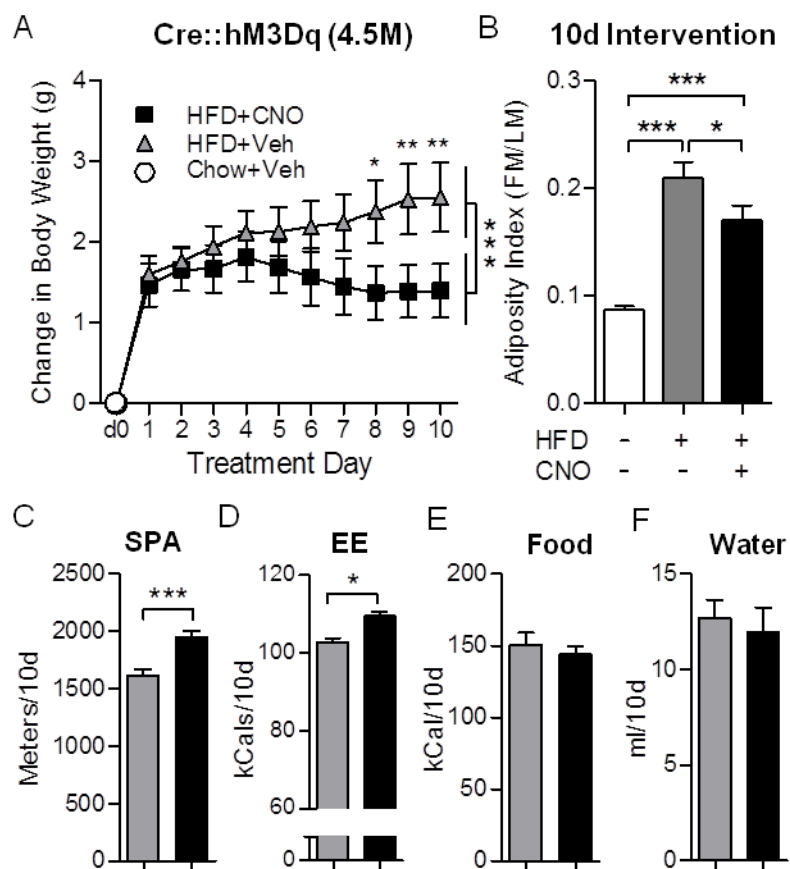 A Cre::hM3Dq (4.5M)
Change in Body Weight (g)
4
3
2
1
0
HFD+CNO
HFD+Veh
Chow+Veh
* ** **
***
d0 1 2 3 4 5 6 7 8 9 10
Treatment Day
B 10d Intervention
Adiposity Index (FM/LM)
0.3
0.2
0.1
0.0
***
*** *
HFD - + +
CNO - - +
C SPA
Meters/10d
2500
2000
1500
1000
500
0
***
D EE
kCals/10d
120
100
80
60
0
*
E Food
kCal/10d
200
150
100
50
0
F Water
ml/10d
15
10
5
0